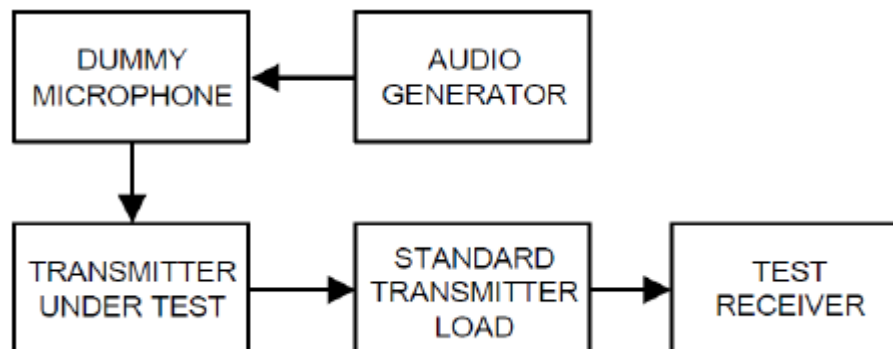 DUMMY
MICROPHONE
AUDIO
GENERATOR
TRANSMITTER
UNDER TEST
STANDARD
TRANSMITTER
LOAD
TEST
RECEIVER